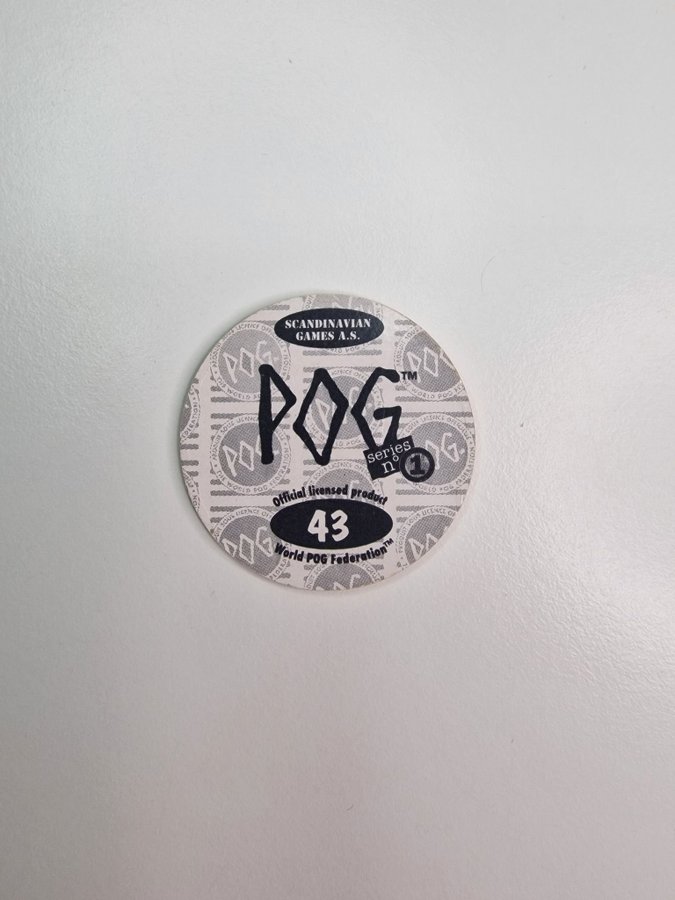 SCANDINAVIAN
GAMES A.S.
POG™
series
nº 1
Official licensed product
43
World POG Federation™